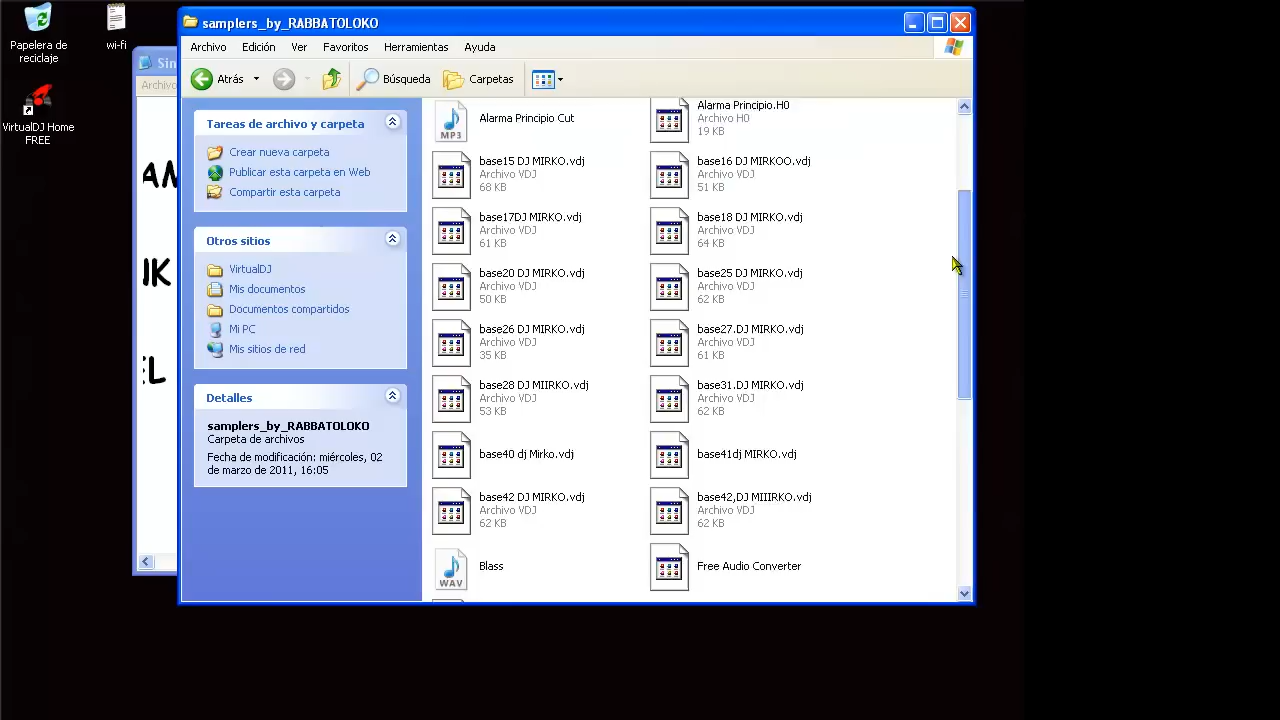 Papelera de
reciclaje
wi-fi
VirtualDJ Home
FREE
Sin
Archivo
AM
IK
EL
samplers_by_RABBATOLOKO
Archivo Edición Ver Favoritos Herramientas Ayuda
Atrás Búsqueda Carpetas
Tareas de archivo y carpeta
Crear nueva carpeta
Publicar esta carpeta en Web
Compartir esta carpeta
Otros sitios
VirtualDJ
Mis documentos
Documentos compartidos
Mi PC
Mis sitios de red
Detalles
samplers_by_RABBATOLOKO
Carpeta de archivos
Fecha de modificación: miércoles, 02
de marzo de 2011, 16:05
MP3
Alarma Principio Cut
Alarma Principio.H0
Archivo H0
19 KB
base15 DJ MIRKO.vdj
Archivo VDJ
68 KB
base16 DJ MIRKOO.vdj
Archivo VDJ
51 KB
base17DJ MIRKO.vdj
Archivo VDJ
61 KB
base18 DJ MIRKO.vdj
Archivo VDJ
64 KB
base20 DJ MIRKO.vdj
Archivo VDJ
50 KB
base25 DJ MIRKO.vdj
Archivo VDJ
62 KB
base26 DJ MIRKO.vdj
Archivo VDJ
35 KB
base27.DJ MIRKO.vdj
Archivo VDJ
61 KB
base28 DJ MIIRKO.vdj
Archivo VDJ
53 KB
base31.DJ MIRKO.vdj
Archivo VDJ
62 KB
base40 dj Mirko.vdj
base41dj MIRKO.vdj
base42 DJ MIRKO.vdj
Archivo VDJ
62 KB
base42,DJ MIIIRKO.vdj
Archivo VDJ
62 KB
WAV
Blass
Free Audio Converter